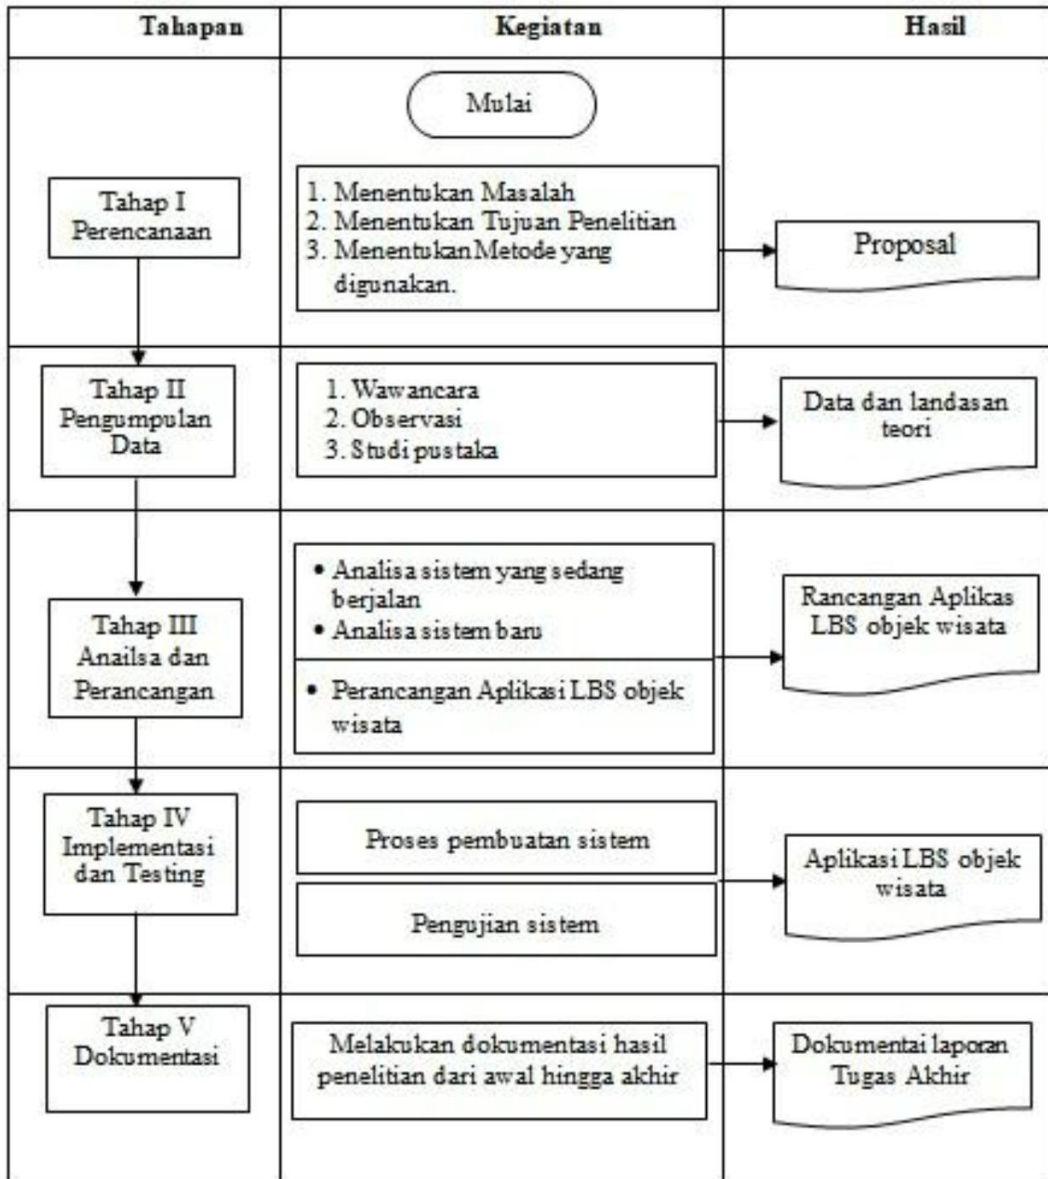 Tahapan
Kegiatan
Hasil
Mulai
Tahap I
Perencanaan
1. Menentukan Masalah
2. Menentukan Tujuan Penelitian
3. Menentukan Metode yang
digunakan.
Proposal
Tahap II
Pengumpulan
Data
1. Wawancara
2. Observasi
3. Studi pustaka
Data dan landasan
teori
Tahap III
Anailsa dan
Perancangan
• Analisa sistem yang sedang
berjalan
• Analisa sistem baru
• Perancangan Aplikasi LBS objek
wisata
Rancangan Aplikas
LBS objek wisata
Tahap IV
Implementasi
dan Testing
Proses pembuatan sistem
Pengujian sistem
Aplikasi LBS objek
wisata
Tahap V
Dokumentasi
Melakukan dokumentasi hasil
penelitian dari awal hingga akhir
Dokumentai laporan
Tugas Akhir